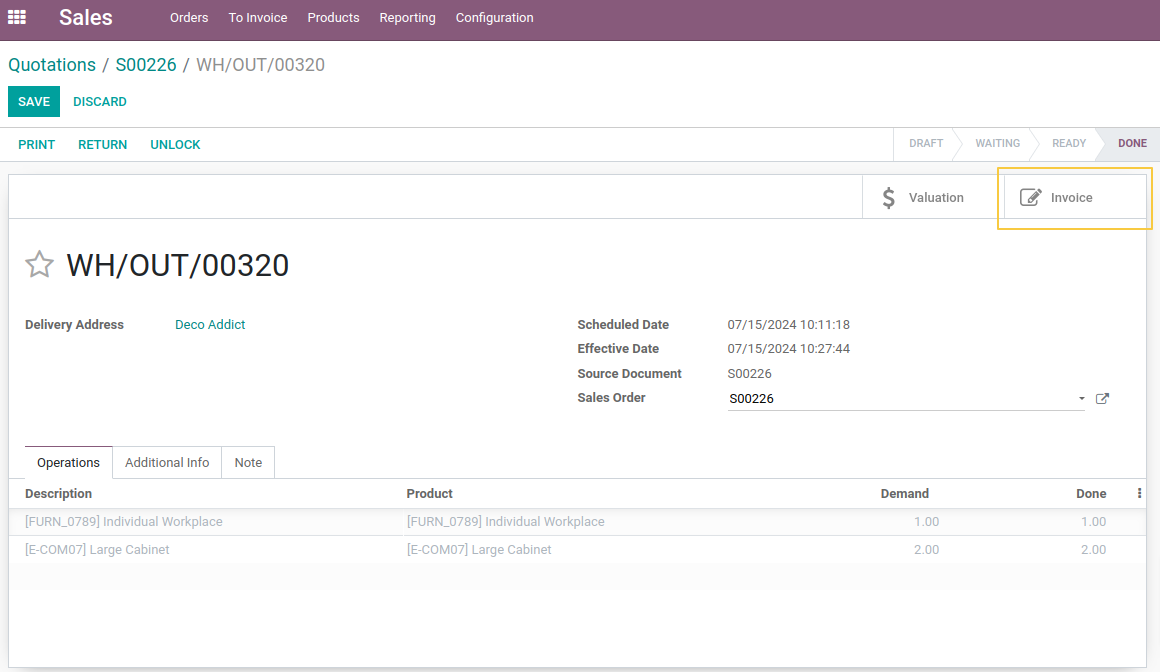 Sales Orders To Invoice Products Reporting Configuration
Quotations / S00226 / WH/OUT/00320
SAVE DISCARD
PRINT RETURN UNLOCK DRAFT WAITING READY DONE
$ Valuation Invoice
WH/OUT/00320
Delivery Address Deco Addict Scheduled Date 07/15/2024 10:11:18
Effective Date 07/15/2024 10:27:44
Source Document S00226
Sales Order S00226
Operations Additional Info Note
Description Product Demand Done
[FURN_0789] Individual Workplace [FURN_0789] Individual Workplace 1.00 1.00
[E-COM07] Large Cabinet [E-COM07] Large Cabinet 2.00 2.00